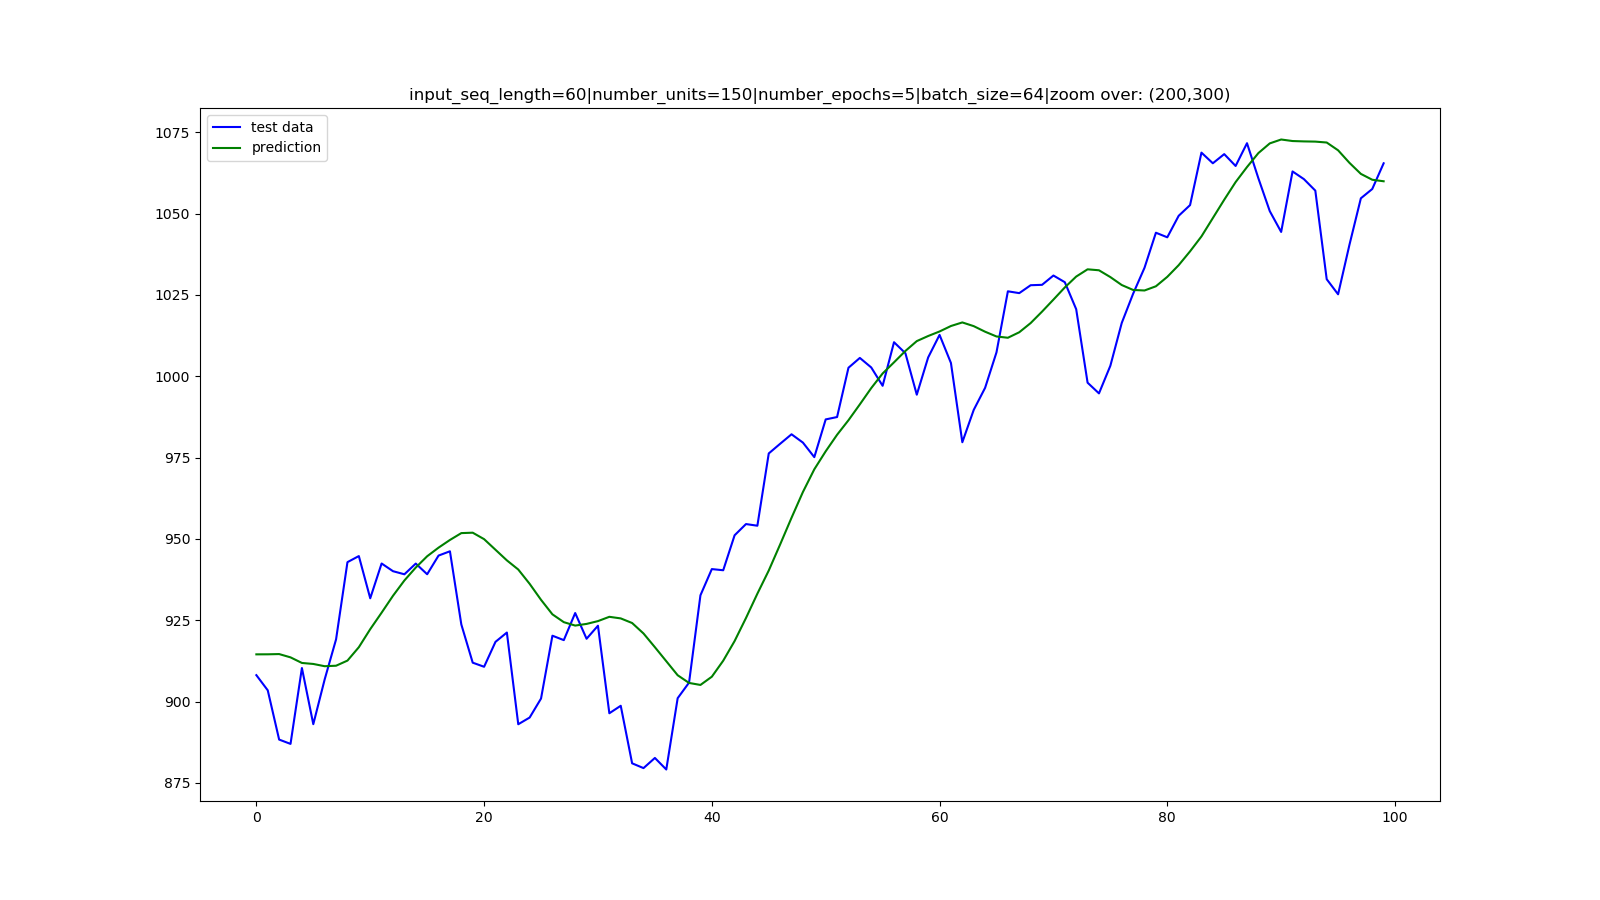 input_seq_length=60|number_units=150|number_epochs=5|batch_size=64|zoom over: (200,300)
test data
prediction
1075
1050
1025
1000
975
950
925
900
875
0 20 40 60 80 100